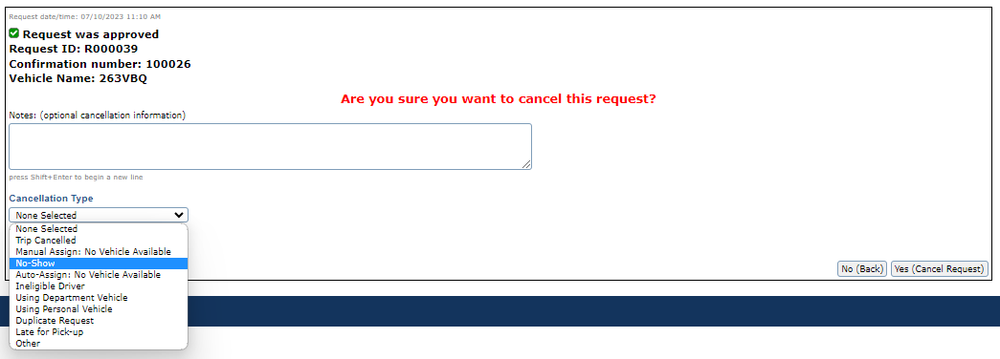 Request date/time: 07/10/2023 11:10 AM
Request was approved
Request ID: R000039
Confirmation number: 100026
Vehicle Name: 263VBQ
Are you sure you want to cancel this request?
Notes: (optional cancellation information)
press Shift+Enter to begin a new line
Cancellation Type
None Selected
None Selected
Trip Cancelled
Manual Assign: No Vehicle Available
No-Show
Auto-Assign: No Vehicle Available
Ineligible Driver
Using Department Vehicle
Using Personal Vehicle
Duplicate Request
Late for Pick-up
Other
No (Back) Yes (Cancel Request)